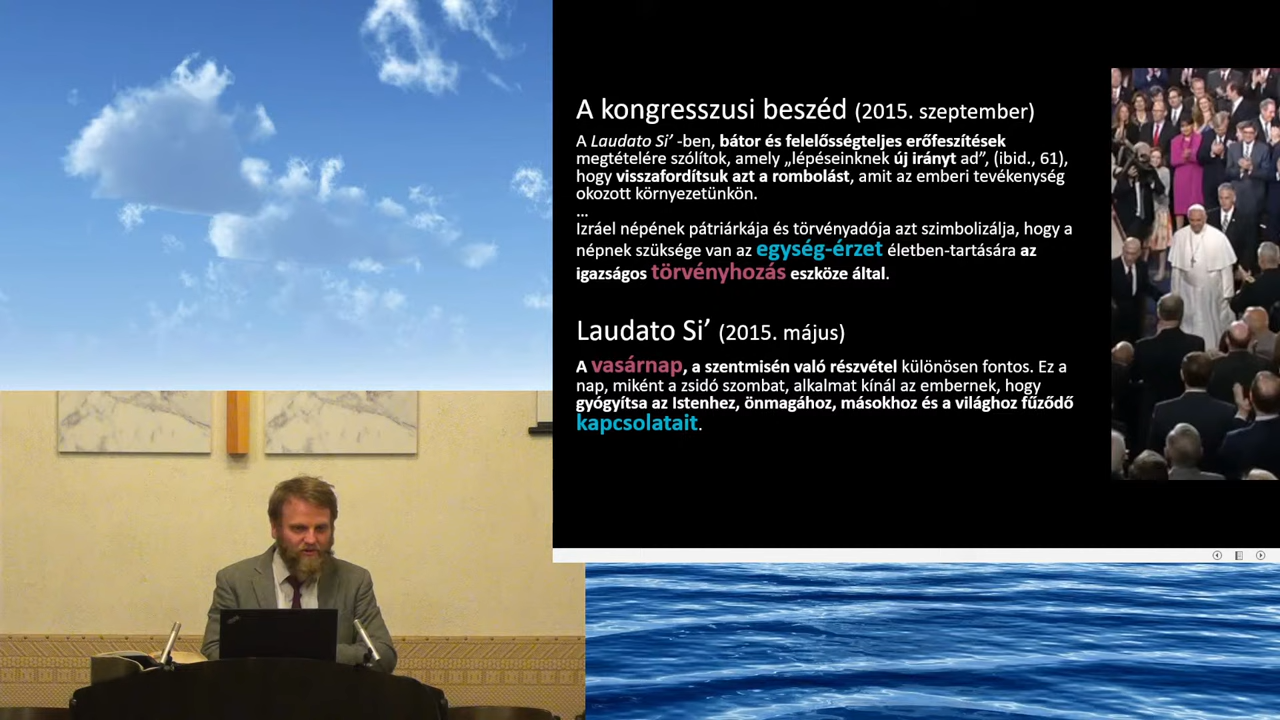 A kongresszusi beszéd (2015. szeptember)
A Laudato Si’ -ben, bátor és felelősségteljes erőfeszítések
megtételére szólítok, amely „lépéseinknek új irányt ad”, (ibid., 61),
hogy visszafordítsuk azt a rombolást, amit az emberi tevékenység
okozott környezetünkön.
...
Izráel népének pátriárkája és törvényadója azt szimbolizálja, hogy a
népnek szüksége van az egység-érzet életben-tartására az
igazságos törvényhozás eszköze által.
Laudato Si’ (2015. május)
A vasárnap, a szentmisén való részvétel különösen fontos. Ez a
nap, miként a zsidó szombat, alkalmat kínál az embernek, hogy
gyógyítsa az Istenhez, önmagához, másokhoz és a világhoz fűződő
kapcsolatait.